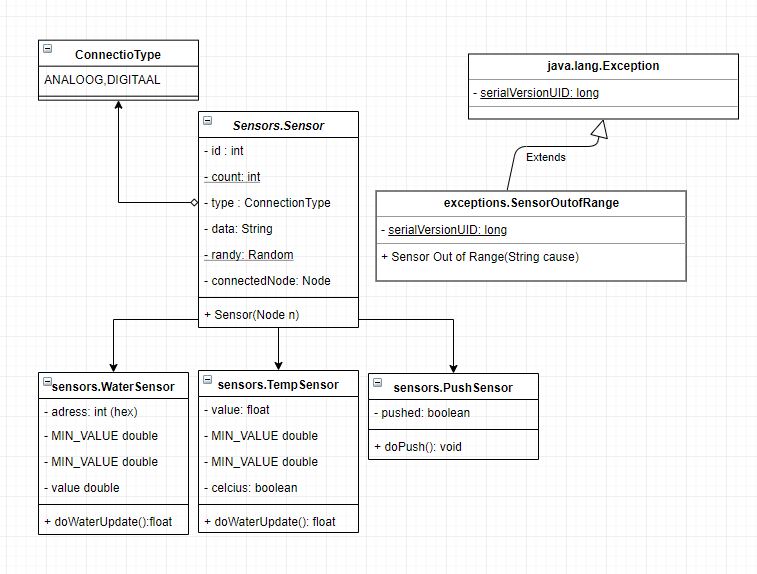 ConnectioType
ANALOOG,DIGITAAL
java.lang.Exception
- serialVersionUID: long
Extends
Sensors.Sensor
- id : int
- count: int
- type : ConnectionType
- data: String
- randy: Random
- connectedNode: Node
+ Sensor(Node n)
exceptions.SensorOutofRange
- serialVersionUID: long
+ Sensor Out of Range(String cause)
sensors.WaterSensor
- adress: int (hex)
- MIN_VALUE double
- MIN_VALUE double
- value double
+ doWaterUpdate():float
sensors.TempSensor
- value: float
- MIN_VALUE double
- MIN_VALUE double
- celcius: boolean
+ doWaterUpdate(): float
sensors.PushSensor
- pushed: boolean
+ doPush(): void